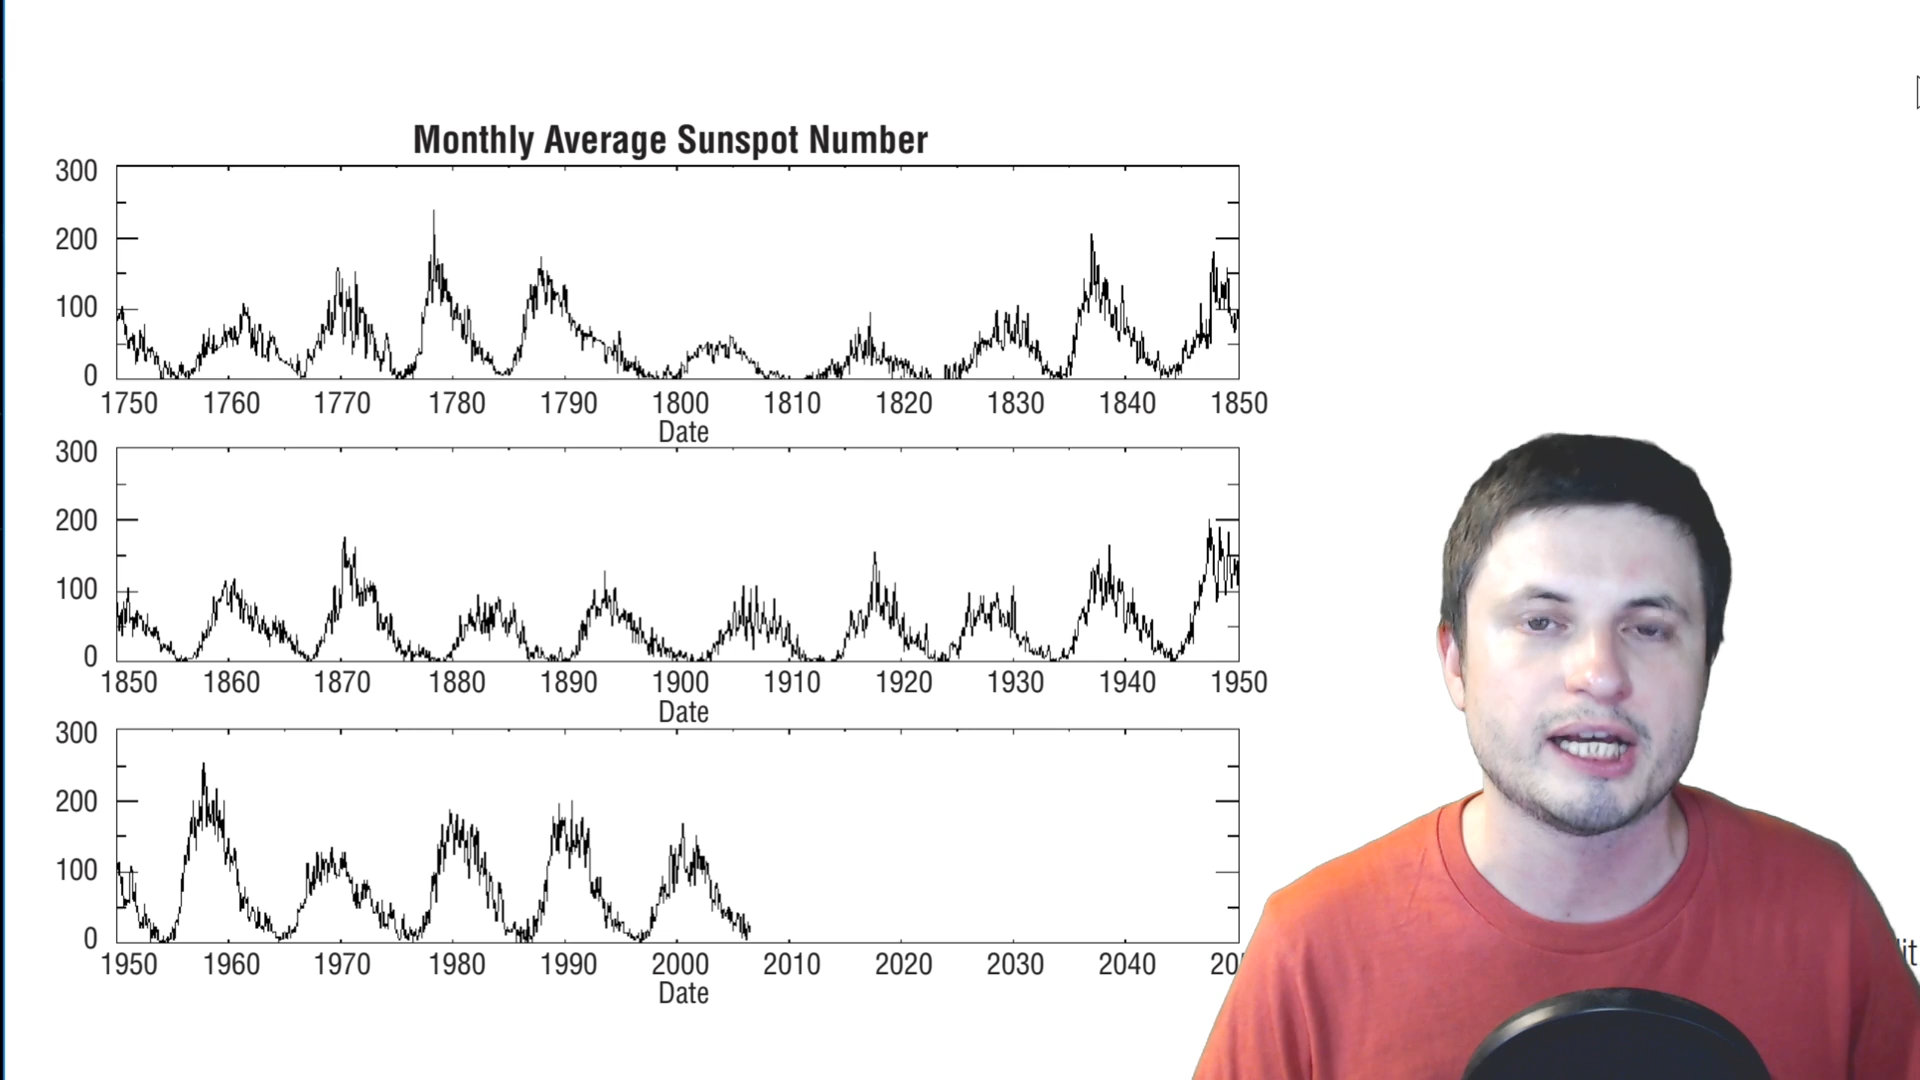 Monthly Average Sunspot Number
300
200
100
0
1750 1760 1770 1780 1790 1800 1810 1820 1830 1840 1850
Date
300
200
100
0
1850 1860 1870 1880 1890 1900 1910 1920 1930 1940 1950
Date
300
200
100
0
1950 1960 1970 1980 1990 2000 2010 2020 2030 2040
Date